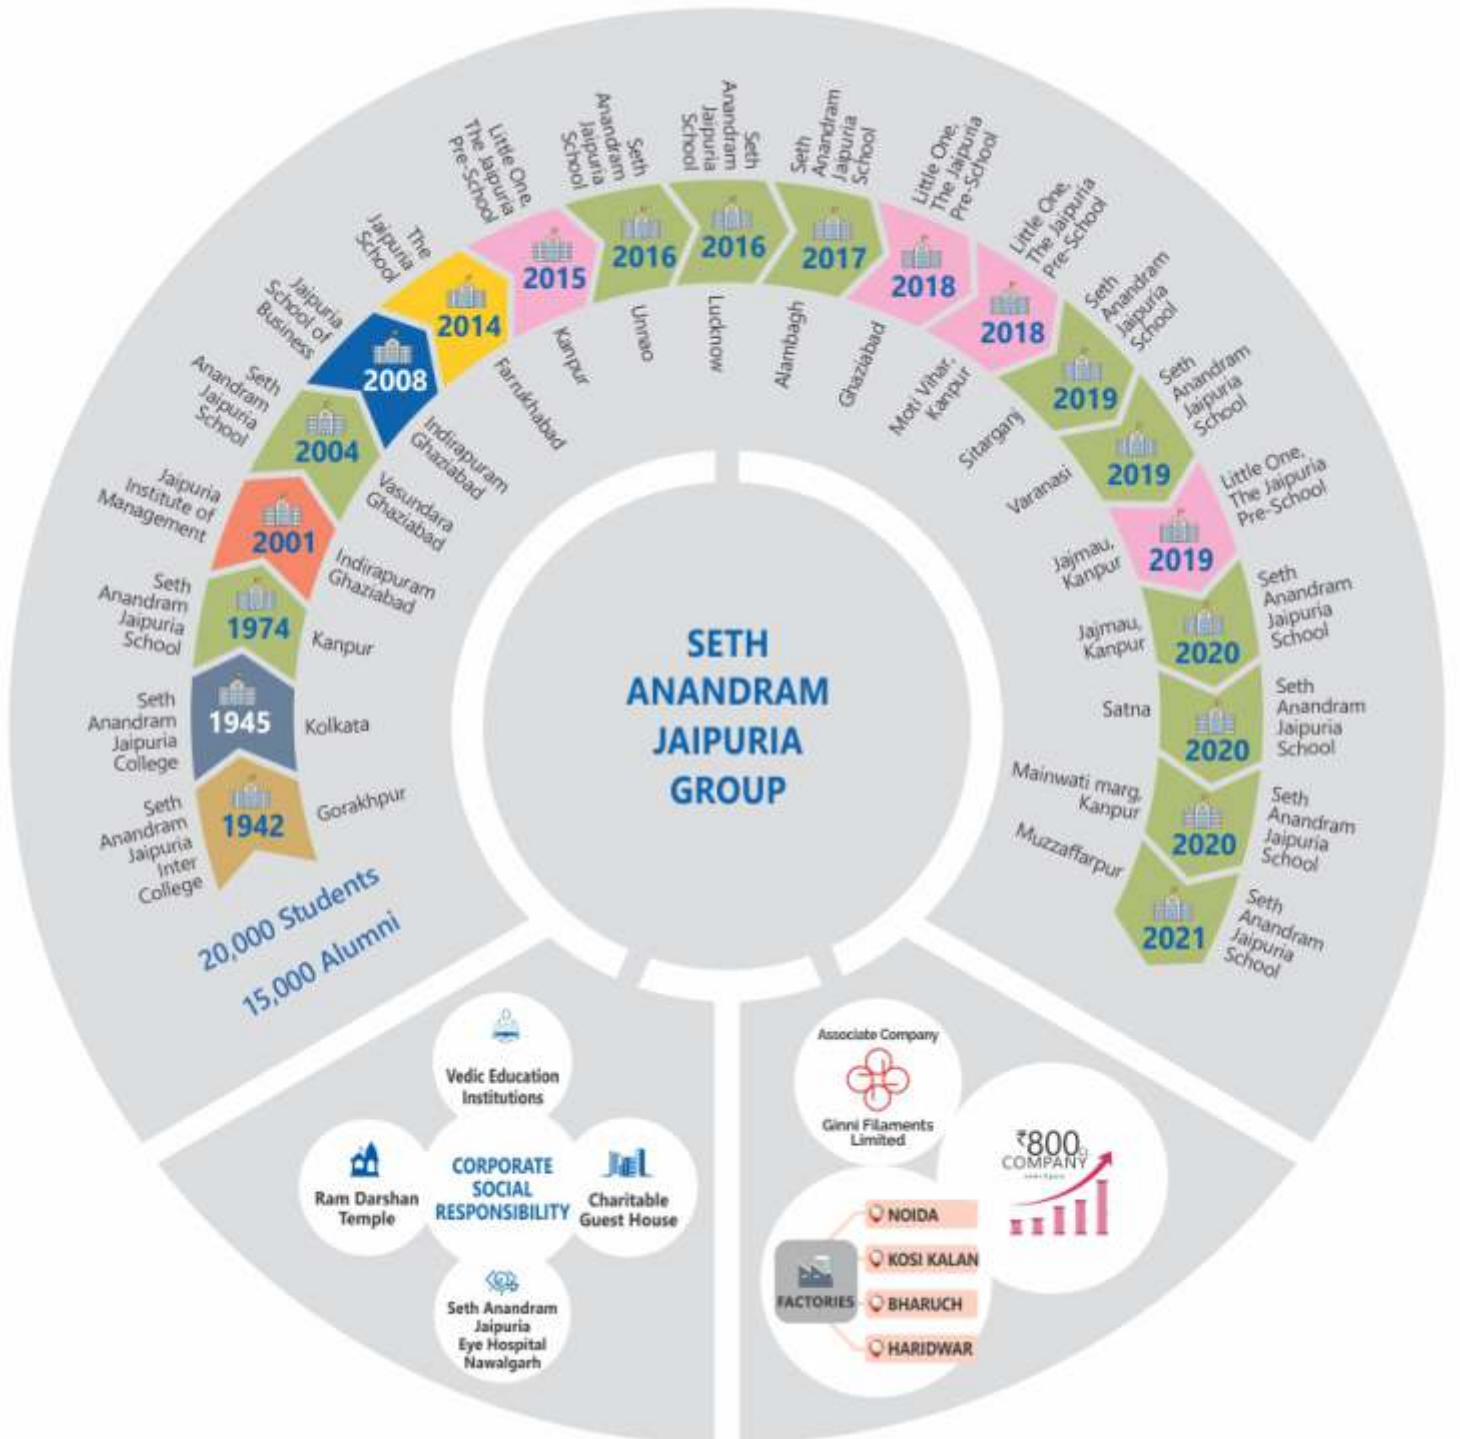 Seth
Anandram
Jaipuria
Inter
College
1942
Gorakhpur
Seth
Anandram
Jaipuria
College
1945
Kolkata
Seth
Anandram
Jaipuria
School
1974
Kanpur
Jaipuria
Institute of
Management
2001
Indirapuram
Ghaziabad
Seth
Anandram
Jaipuria
School
2004
Vasundara
Ghaziabad
Jaipuria
School of
Business
2008
Indirapuram
Ghaziabad
The
Jaipuria
School
2014
Farrukhabad
Little One,
The Jaipuria
Pre-School
2015
Kanpur
Seth
Anandram
Jaipuria
School
2016
Unnao
Seth
Anandram
Jaipuria
School
2016
Lucknow
Seth
Anandram
Jaipuria
School
2017
Alambagh
Little One,
The Jaipuria
Pre-School
2018
Ghaziabad
Little One,
The Jaipuria
Pre-School
2018
Moti Vihar,
Kanpur
Seth
Anandram
Jaipuria
School
2019
Sitarganj
Seth
Anandram
Jaipuria
School
2019
Varanasi
Little One,
The Jaipuria
Pre-School
2019
Jajmau,
Kanpur
Seth
Anandram
Jaipuria
School
2020
Jajmau,
Kanpur
Seth
Anandram
Jaipuria
School
2020
Satna
Seth
Anandram
Jaipuria
School
2020
Mainwati marg,
Kanpur
Seth
Anandram
Jaipuria
School
2021
Muzzaffarpur
SETH
ANANDRAM
JAIPURIA
GROUP
20,000 Students
15,000 Alumni
Vedic Education
Institutions
Ram Darshan
Temple
CORPORATE
SOCIAL
RESPONSIBILITY
Charitable
Guest House
Seth Anandram
Jaipuria
Eye Hospital
Nawalgarh
Associate Company
Ginni Filaments
Limited
₹800
COMPANY
FACTORIES
NOIDA
KOSI KALAN
BHARUCH
HARIDWAR